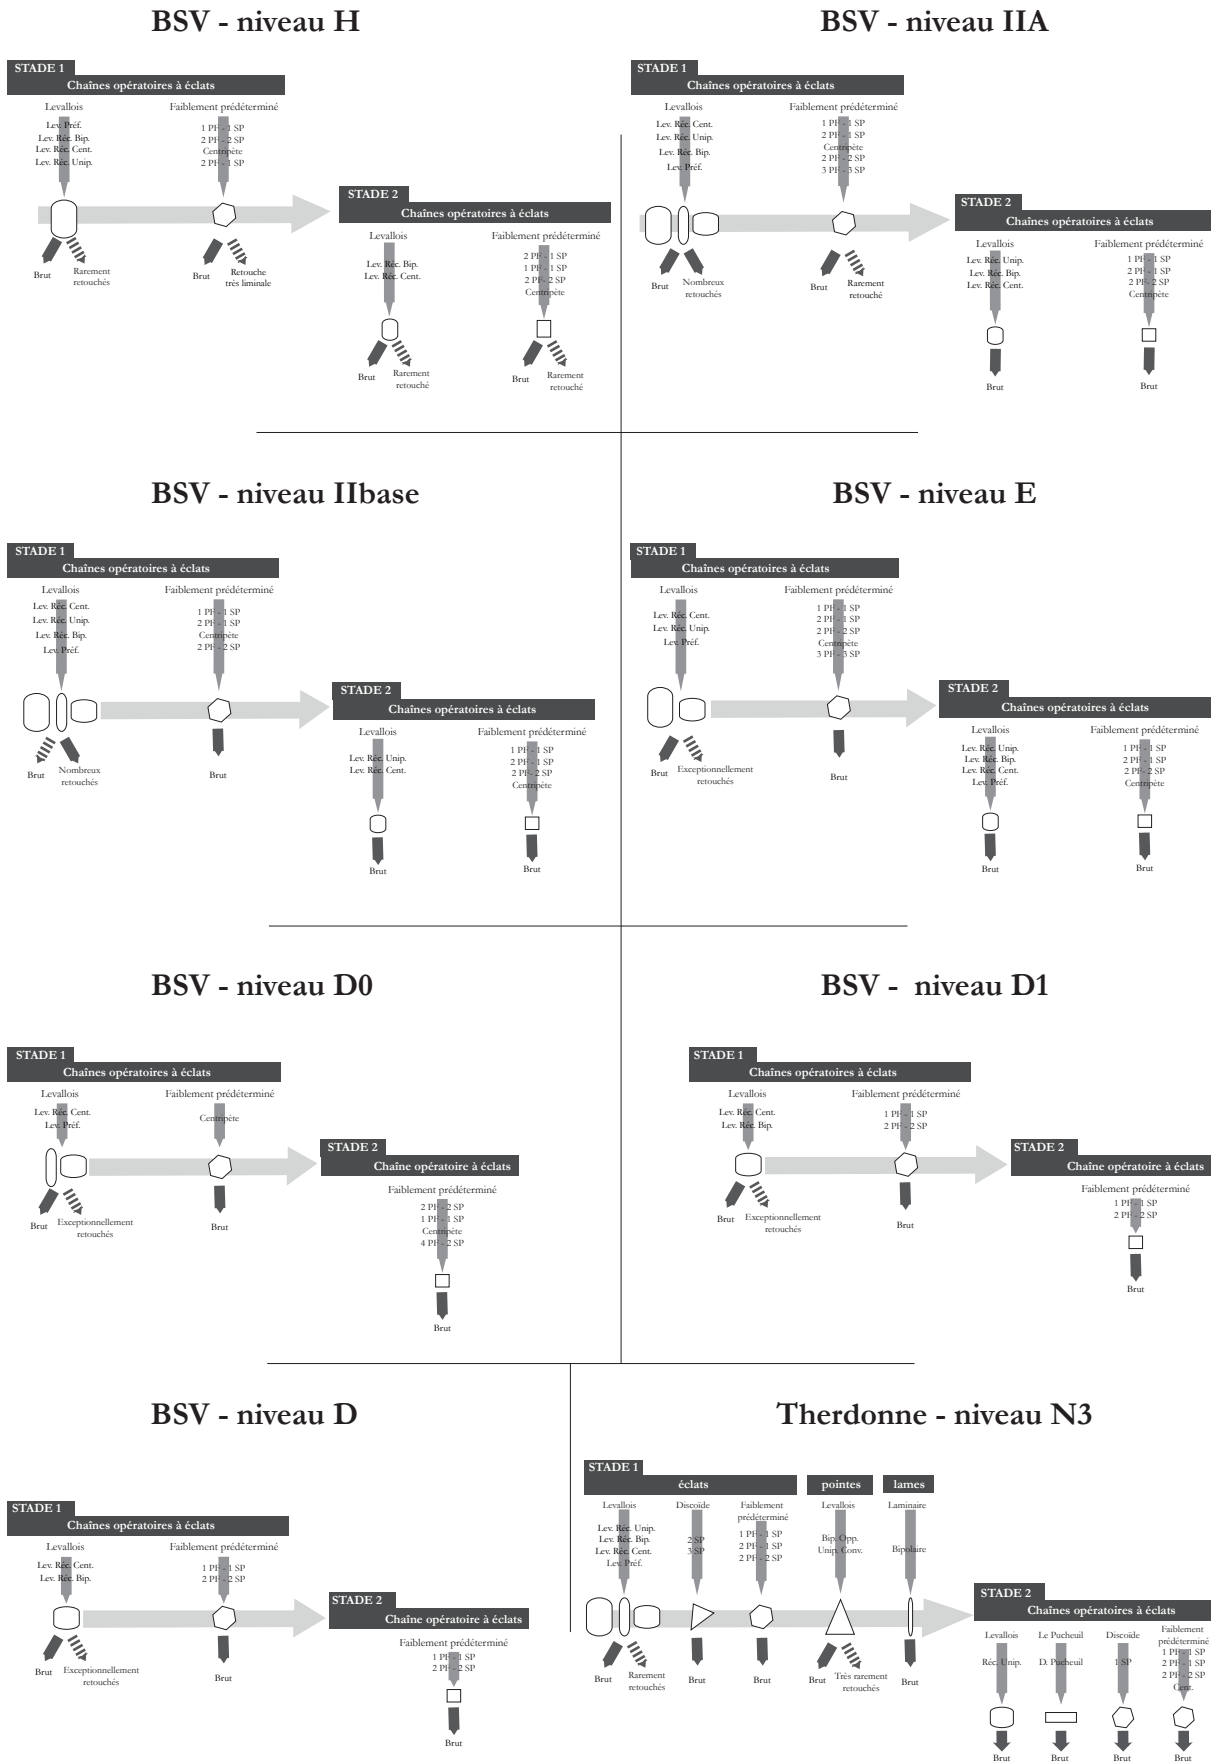 BSV - niveau H
STADE 1
Chaînes opératoires à éclats
Levallois
Lev. Préf.
Lev. Réc. Bip.
Lev. Réc. Cent.
Lev. Réc. Unip.
Brut
Rarement
retouchés
Faiblement prédéterminé
1 PF - 1 SP
2 PF - 2 SP
Centripète
2 PF - 1 SP
Brut
Retouche
très liminale
STADE 2
Chaînes opératoires à éclats
Levallois
Lev. Réc. Bip.
Lev. Réc. Cent.
Brut
Rarement
retouché
Faiblement prédéterminé
2 PF - 1 SP
1 PF - 1 SP
2 PF - 2 SP
Centripète
Brut
Rarement
retouché
BSV - niveau IIA
STADE 1
Chaînes opératoires à éclats
Levallois
Lev. Réc. Cent.
Lev. Réc. Unip.
Lev. Réc. Bip.
Lev. Préf.
Brut
Nombreux
retouchés
Faiblement prédéterminé
1 PF - 1 SP
2 PF - 1 SP
Centripète
2 PF - 2 SP
3 PF - 3 SP
Brut
Rarement
retouché
STADE 2
Chaînes opératoires à éclats
Levallois
Lev. Réc. Unip.
Lev. Réc. Bip.
Lev. Réc. Cent.
Brut
Faiblement prédéterminé
1 PF - 1 SP
2 PF - 1 SP
2 PF - 2 SP
Centripète
Brut
BSV - niveau IIbase
STADE 1
Chaînes opératoires à éclats
Levallois
Lev. Réc. Cent.
Lev. Réc. Unip.
Lev. Réc. Bip.
Lev. Préf.
Brut
Nombreux
retouchés
Faiblement prédéterminé
1 PF - 1 SP
2 PF - 1 SP
Centripète
2 PF - 2 SP
Brut
STADE 2
Chaînes opératoires à éclats
Levallois
Lev. Réc. Unip.
Lev. Réc. Cent.
Brut
Faiblement prédéterminé
1 PF - 1 SP
2 PF - 1 SP
2 PF - 2 SP
Centripète
Brut
BSV - niveau E
STADE 1
Chaînes opératoires à éclats
Levallois
Lev. Réc. Cent.
Lev. Réc. Unip.
Lev. Préf.
Brut
Exceptionnellement
retouchés
Faiblement prédéterminé
1 PF - 1 SP
2 PF - 1 SP
2 PF - 2 SP
Centripète
3 PF - 3 SP
Brut
STADE 2
Chaînes opératoires à éclats
Levallois
Lev. Réc. Unip.
Lev. Réc. Bip.
Lev. Réc. Cent.
Lev. Préf.
Brut
Faiblement prédéterminé
1 PF - 1 SP
2 PF - 1 SP
2 PF - 2 SP
Centripète
Brut
BSV - niveau D0
STADE 1
Chaînes opératoires à éclats
Levallois
Lev. Réc. Cent.
Lev. Préf.
Brut
Exceptionnellement
retouchés
Faiblement prédéterminé
Centripète
Brut
STADE 2
Chaîne opératoire à éclats
Faiblement prédéterminé
2 PF - 2 SP
1 PF - 1 SP
Centripète
4 PF - 2 SP
Brut
BSV - niveau D1
STADE 1
Chaînes opératoires à éclats
Levallois
Lev. Réc. Cent.
Lev. Réc. Bip.
Brut
Exceptionnellement
retouchés
Faiblement prédéterminé
1 PF - 1 SP
2 PF - 2 SP
Brut
STADE 2
Chaîne opératoire à éclats
Faiblement prédéterminé
1 PF - 1 SP
2 PF - 2 SP
Brut
BSV - niveau D
STADE 1
Chaînes opératoires à éclats
Levallois
Lev. Réc. Cent.
Lev. Réc. Bip.
Brut
Exceptionnellement
retouchés
Faiblement prédéterminé
1 PF - 1 SP
2 PF - 2 SP
Brut
STADE 2
Chaîne opératoire à éclats
Faiblement prédéterminé
1 PF - 1 SP
2 PF - 2 SP
Brut
Therdonne - niveau N3
STADE 1
éclats
Levallois
Lev. Réc. Unip.
Lev. Réc. Bip.
Lev. Réc. Cent.
Lev. Préf.
Brut
Rarement
retouchés
Discoïde
2 SP
3 SP
Brut
Faiblement
prédéterminé
1 PF - 1 SP
2 PF - 1 SP
2 PF - 2 SP
Brut
pointes
Levallois
Bip. Opp.
Unip. Conv.
Brut
Très rarement
retouchés
lames
Laminaire
Bipolaire
Brut
STADE 2
Chaînes opératoires à éclats
Levallois
Réc. Unip.
Brut
Le Pucheuil
D. Pucheuil
Brut
Discoïde
1 SP
Brut
Faiblement
prédéterminé
1 PF - 1 SP
2 PF - 1 SP
2 PF - 2 SP
Cent.
Brut